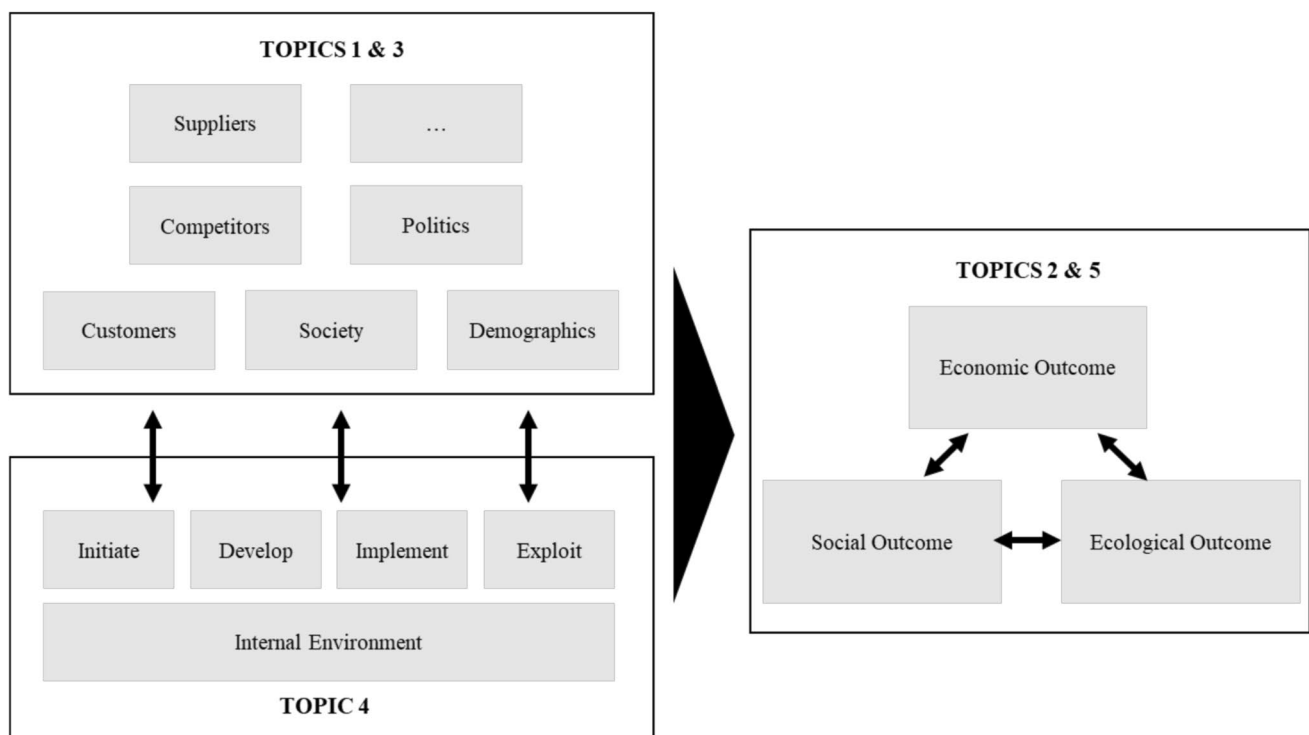 TOPICS 1 & 3
Suppliers
…
Competitors
Politics
Customers
Society
Demographics
Initiate
Develop
Implement
Exploit
Internal Environment
TOPIC 4
TOPICS 2 & 5
Economic Outcome
Social Outcome
Ecological Outcome